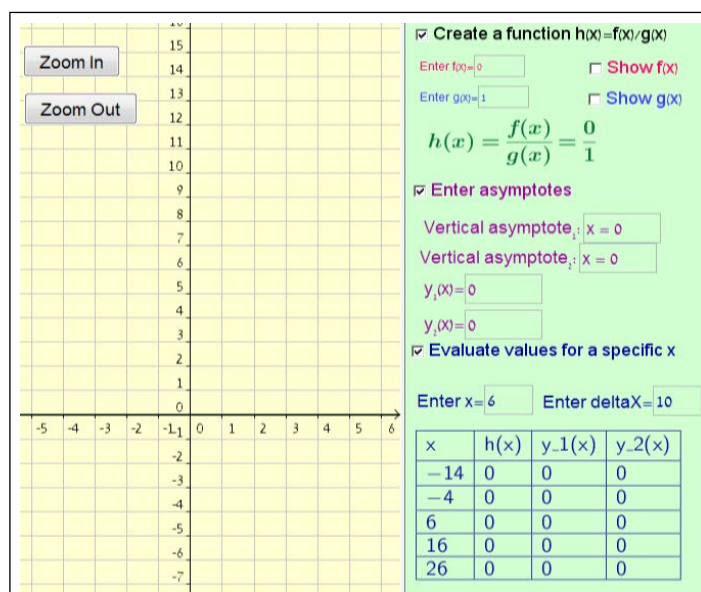 Zoom In
Zoom Out
16
15
14
13
12
11
10
9
8
7
6
5
4
3
2
1
0
-5 -4 -3 -2 -1 0 1 2 3 4 5 6
-1
-2
-3
-4
-5
-6
-7
Create a function h(x)=f(x)/g(x)
Enter f(x)= 0 Show f(x)
Enter g(x)= 1 Show g(x)
h(x) = f(x)/g(x) = 0/1
Enter asymptotes
Vertical asymptote₁: x = 0
Vertical asymptote₂: x = 0
y₁(x)= 0
y₂(x)= 0
Evaluate values for a specific x
Enter x= 6 Enter deltaX= 10
x h(x) y_1(x) y_2(x)
−14 0 0 0
−4 0 0 0
6 0 0 0
16 0 0 0
26 0 0 0